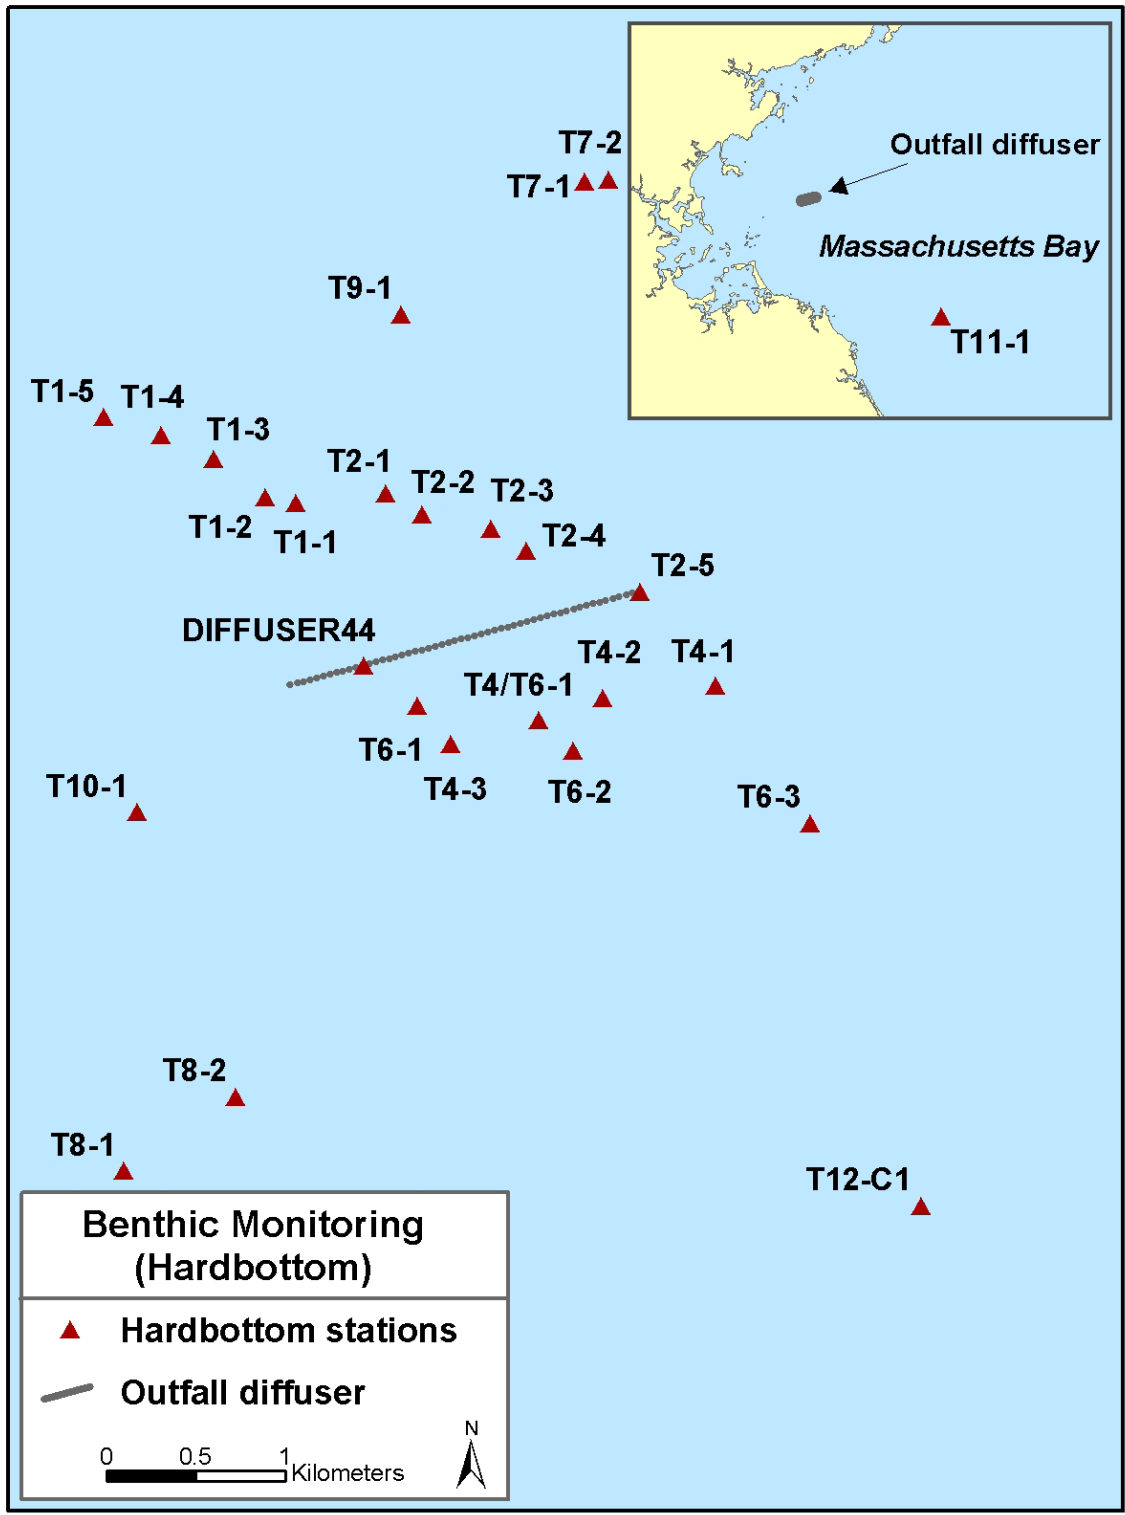 T7-2
T7-1
Outfall diffuser
Massachusetts Bay
T11-1
T9-1
T1-5
T1-4
T1-3
T1-2
T1-1
T2-1
T2-2
T2-3
T2-4
T2-5
DIFFUSER44
T4-2
T4-1
T4/T6-1
T6-1
T4-3
T6-2
T6-3
T10-1
T8-2
T8-1
T12-C1
Benthic Monitoring
(Hardbottom)
Hardbottom stations
Outfall diffuser
N
0 0.5 1
Kilometers